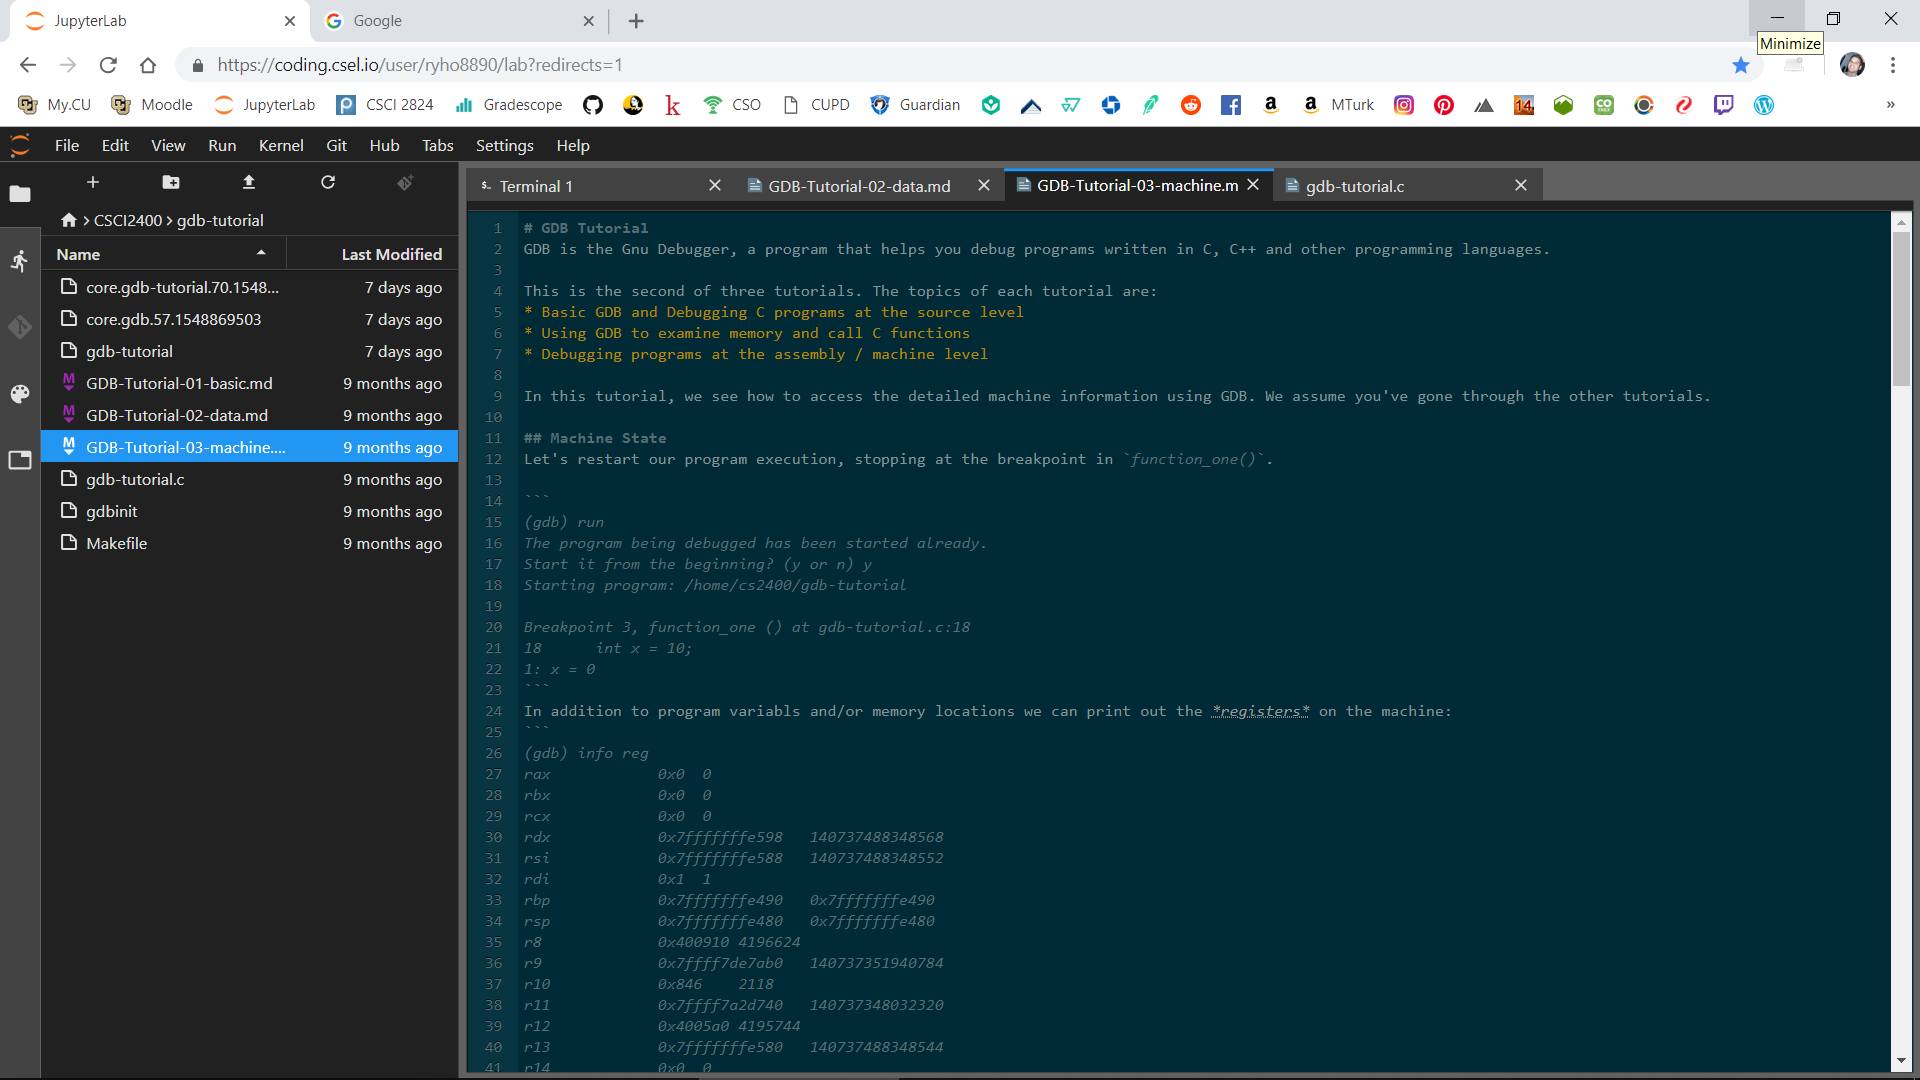 JupyterLab
Google
Minimize
https://coding.csel.io/user/ryho8890/lab?redirects=1
My.CU Moodle JupyterLab CSCI 2824 Gradescope CSO CUPD Guardian MTurk
File Edit View Run Kernel Git Hub Tabs Settings Help
CSCI2400 > gdb-tutorial
Name Last Modified
core.gdb-tutorial.70.1548... 7 days ago
core.gdb.57.1548869503 7 days ago
gdb-tutorial 7 days ago
GDB-Tutorial-01-basic.md 9 months ago
GDB-Tutorial-02-data.md 9 months ago
GDB-Tutorial-03-machine.... 9 months ago
gdb-tutorial.c 9 months ago
gdbinit 9 months ago
Makefile 9 months ago
Terminal 1 GDB-Tutorial-02-data.md GDB-Tutorial-03-machine.m gdb-tutorial.c
1 # GDB Tutorial
2 GDB is the Gnu Debugger, a program that helps you debug programs written in C, C++ and other programming languages.
3
4 This is the second of three tutorials. The topics of each tutorial are:
5 * Basic GDB and Debugging C programs at the source level
6 * Using GDB to examine memory and call C functions
7 * Debugging programs at the assembly / machine level
8
9 In this tutorial, we see how to access the detailed machine information using GDB. We assume you've gone through the other tutorials.
10
11 ## Machine State
12 Let's restart our program execution, stopping at the breakpoint in `function_one()`.
13
14 ```
15 (gdb) run
16 The program being debugged has been started already.
17 Start it from the beginning? (y or n) y
18 Starting program: /home/cs2400/gdb-tutorial
19
20 Breakpoint 3, function_one () at gdb-tutorial.c:18
21 18 int x = 10;
22 1: x = 0
23 ```
24 In addition to program variabls and/or memory locations we can print out the *registers* on the machine:
25 ```
26 (gdb) info reg
27 rax 0x0 0
28 rbx 0x0 0
29 rcx 0x0 0
30 rdx 0x7fffffffe598 140737488348568
31 rsi 0x7fffffffe588 140737488348552
32 rdi 0x1 1
33 rbp 0x7fffffffe490 0x7fffffffe490
34 rsp 0x7fffffffe480 0x7fffffffe480
35 r8 0x400910 4196624
36 r9 0x7ffff7de7ab0 140737351940784
37 r10 0x846 2118
38 r11 0x7ffff7a2d740 140737348032320
39 r12 0x4005a0 4195744
40 r13 0x7fffffffe580 140737488348544
41 r14 0x0 0